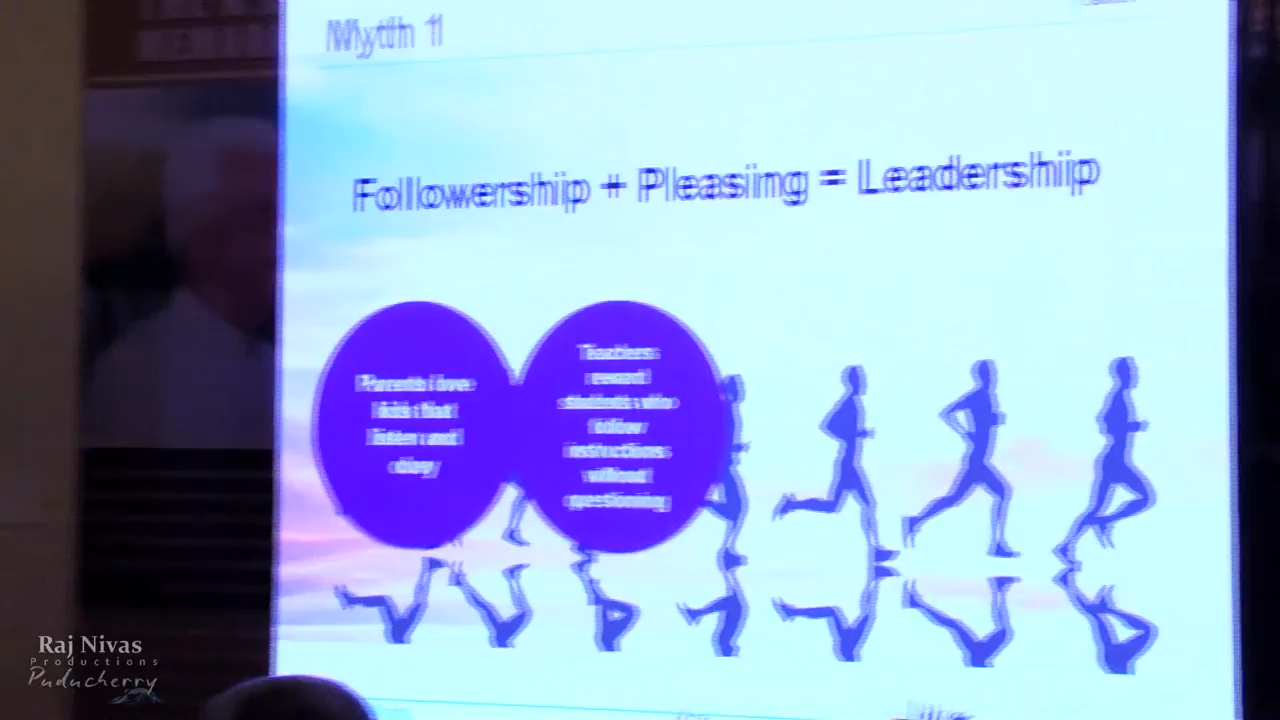 Myth 1
Followership + Pleasing = Leadership
Parents love
kids that
listen and
obey
Teachers
reward
students who
follow
instructions
without
questioning
Raj Nivas
Productions
Puducherry